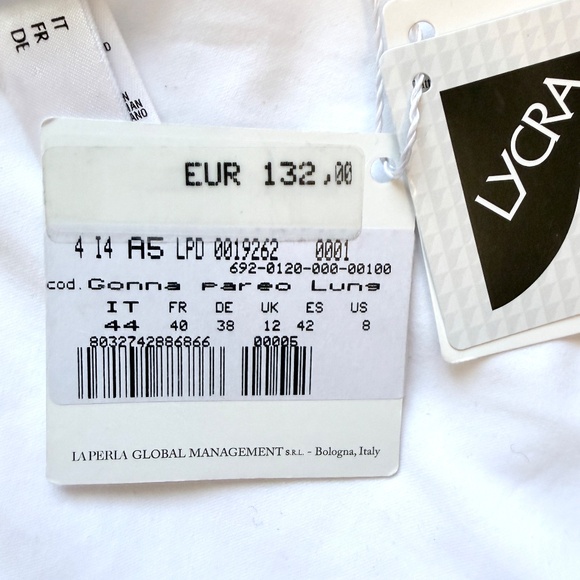 IT
FR
DE
EUR 132,00
4 I4 A5 LPD 0019262 0001
692-0120-000-00100
cod. Gonna pareo Lung
IT FR DE UK ES US
44 40 38 12 42 8
8032742886866 00005
LA PERLA GLOBAL MANAGEMENT S.R.L. - Bologna, Italy
LYCRA